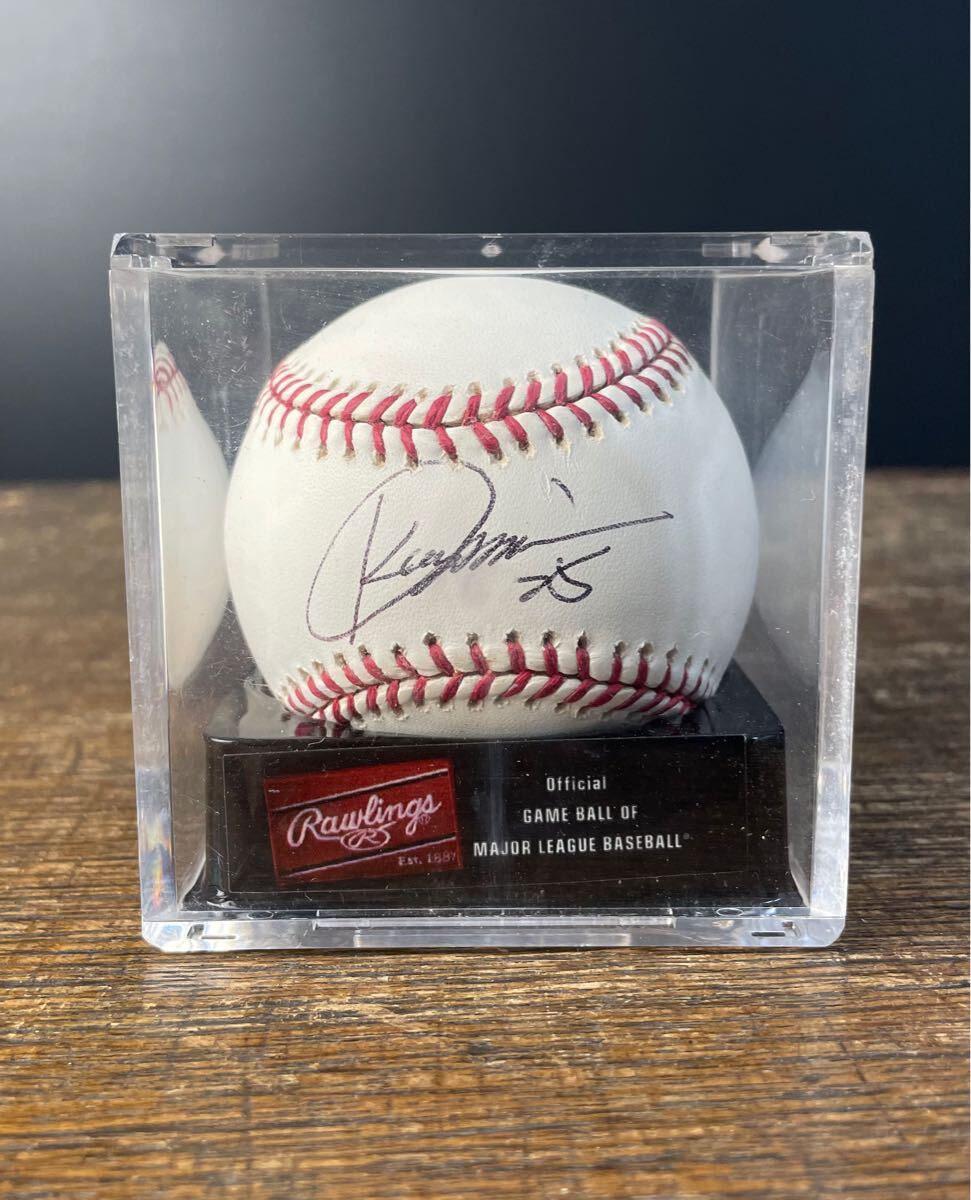 25
Rawlings®
R
Est. 1887
Official
GAME BALL OF
MAJOR LEAGUE BASEBALL®